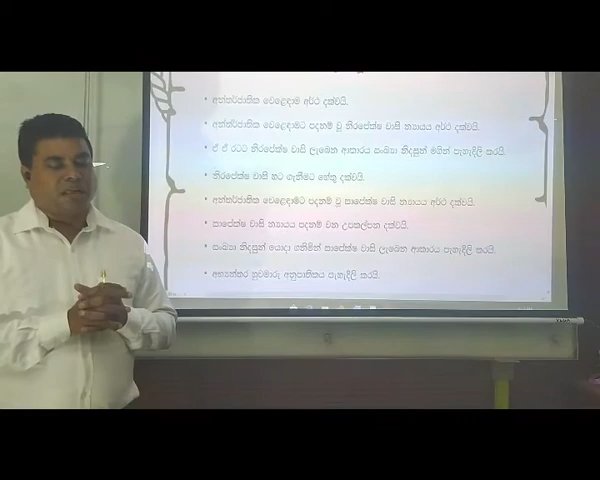 • අන්තර්ජාතික වෙළෙඳාම අර්ථ දක්වයි.
• අන්තර්ජාතික වෙළෙඳාමට පදනම් වූ නිරපේක්ෂ වාසි න්‍යායය අර්ථ දක්වයි.
• ඒ ඒ රටට නිරපේක්ෂ වාසි ලැබෙන ආකාරය සංඛ්‍යා නිදසුන් මගින් පැහැදිලි කරයි.
• නිරපේක්ෂ වාසි හට ගැනීමට හේතු දක්වයි.
• අන්තර්ජාතික වෙළෙඳාමට පදනම් වූ සාපේක්ෂ වාසි න්‍යායය අර්ථ දක්වයි.
• සාපේක්ෂ වාසි න්‍යායය පදනම් වන උපකල්පන දක්වයි.
• සංඛ්‍යා නිදසුන් යොදා ගනිමින් සාපේක්ෂ වාසි ලැබෙන ආකාරය පැහැදිලි කරයි.
• අභ්‍යන්තර හුවමාරු අනුපාතිකය පැහැදිලි කරයි.